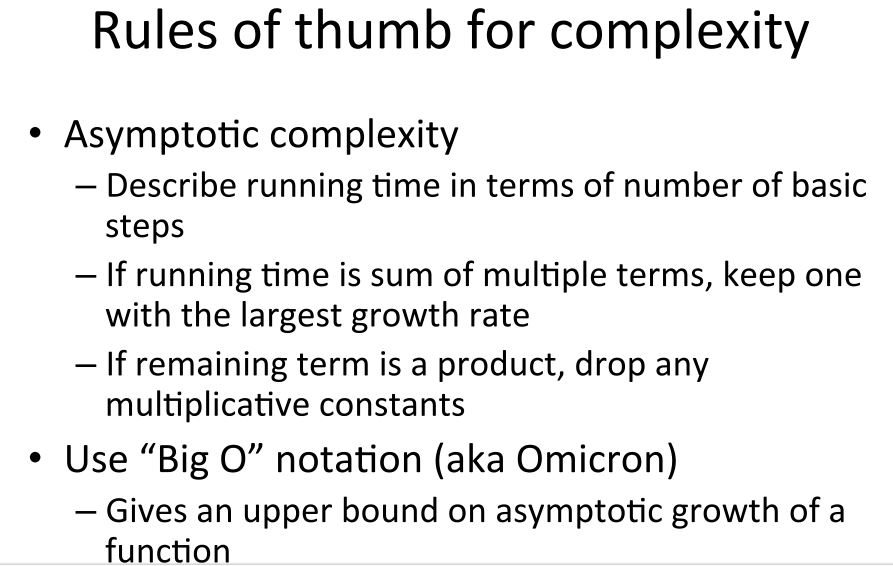 Rules of thumb for complexity
• Asymptotic complexity
– Describe running time in terms of number of basic
steps
– If running time is sum of multiple terms, keep one
with the largest growth rate
– If remaining term is a product, drop any
multiplicative constants
• Use “Big O” notation (aka Omicron)
– Gives an upper bound on asymptotic growth of a
function